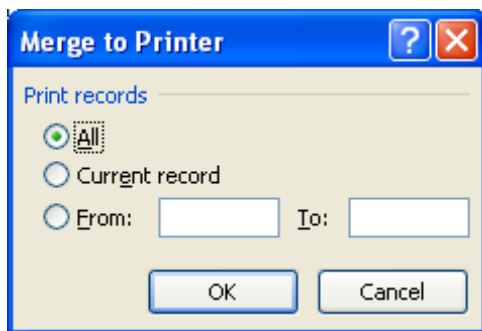 Merge to Printer
Print records
All
Current record
From: To:
OK Cancel